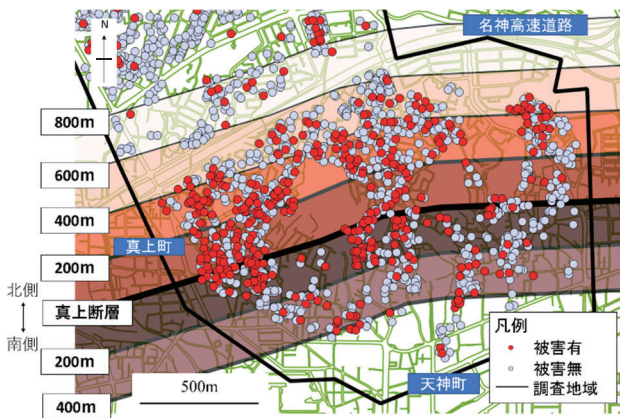 名神高速道路
N
800m
600m
400m
真上町
200m
北側
真上断層
南側
200m
400m
500m
天神町
凡例
被害有
被害無
調査地域